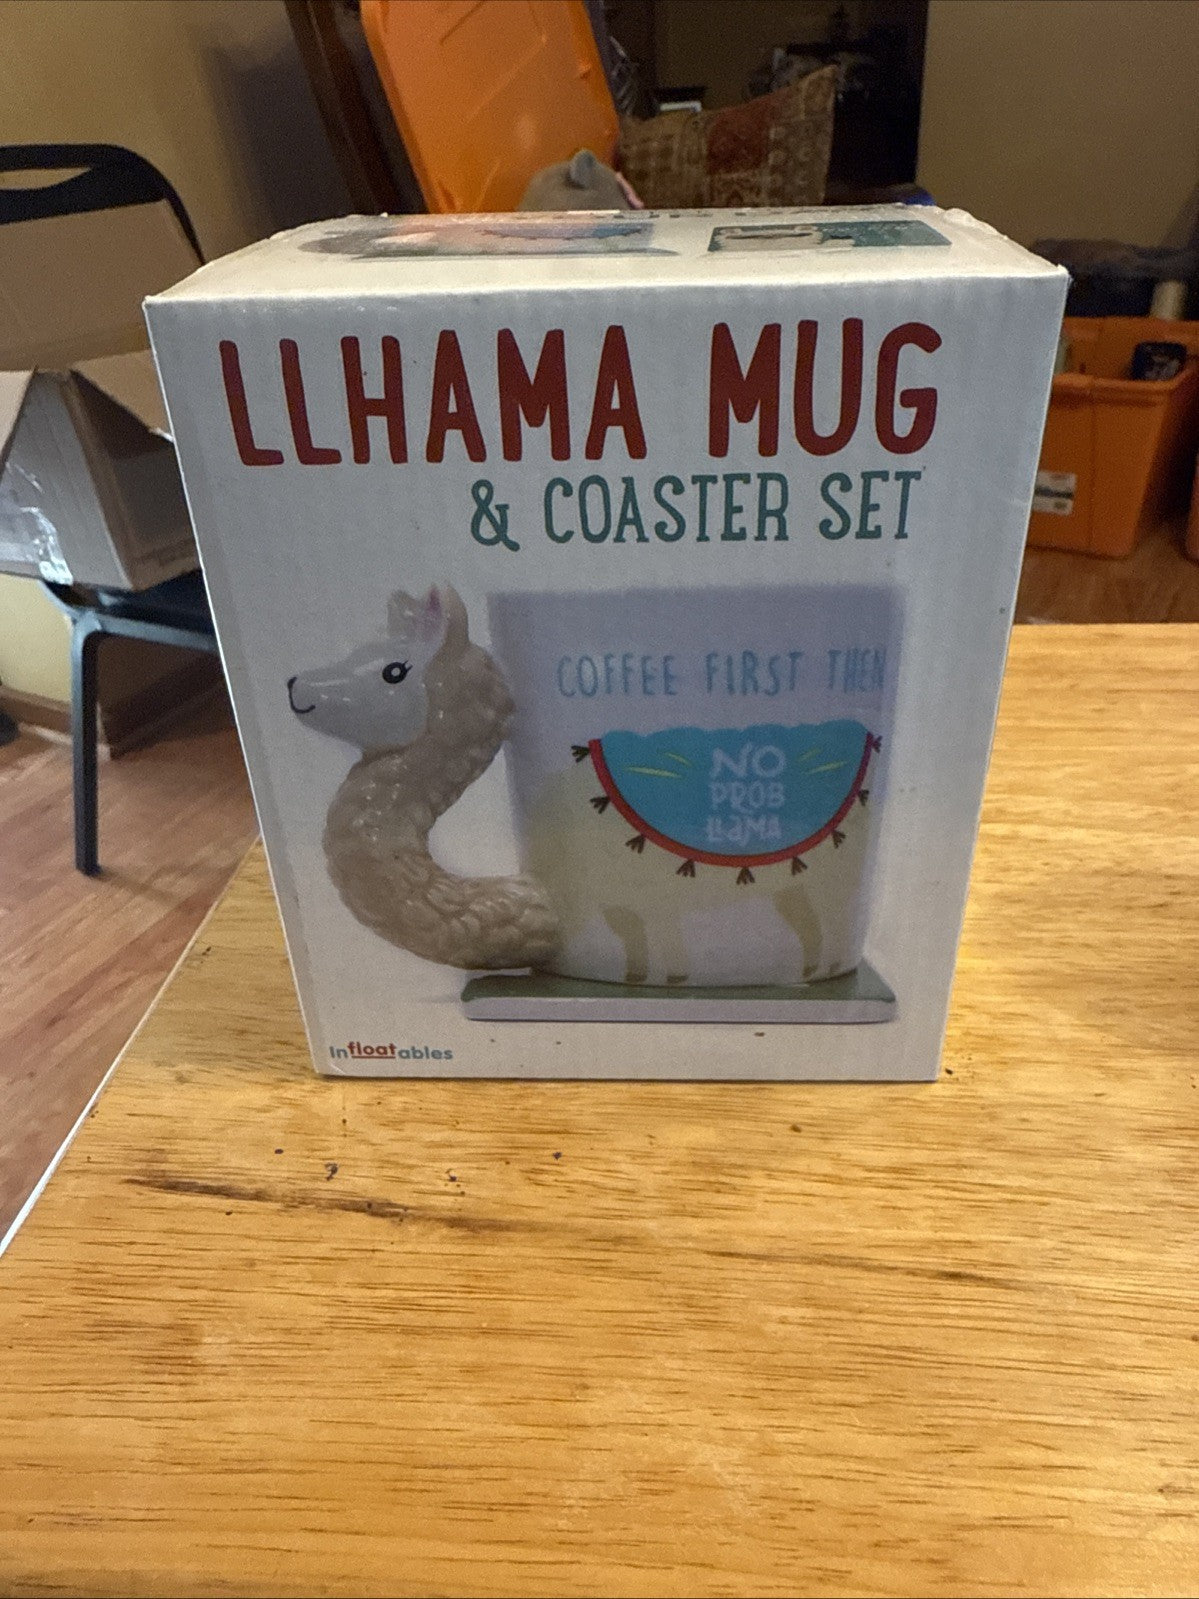 LLHAMA MUG
& COASTER SET
COFFEE FIRST THEN
NO
PROB
LLAMA
Infloatables